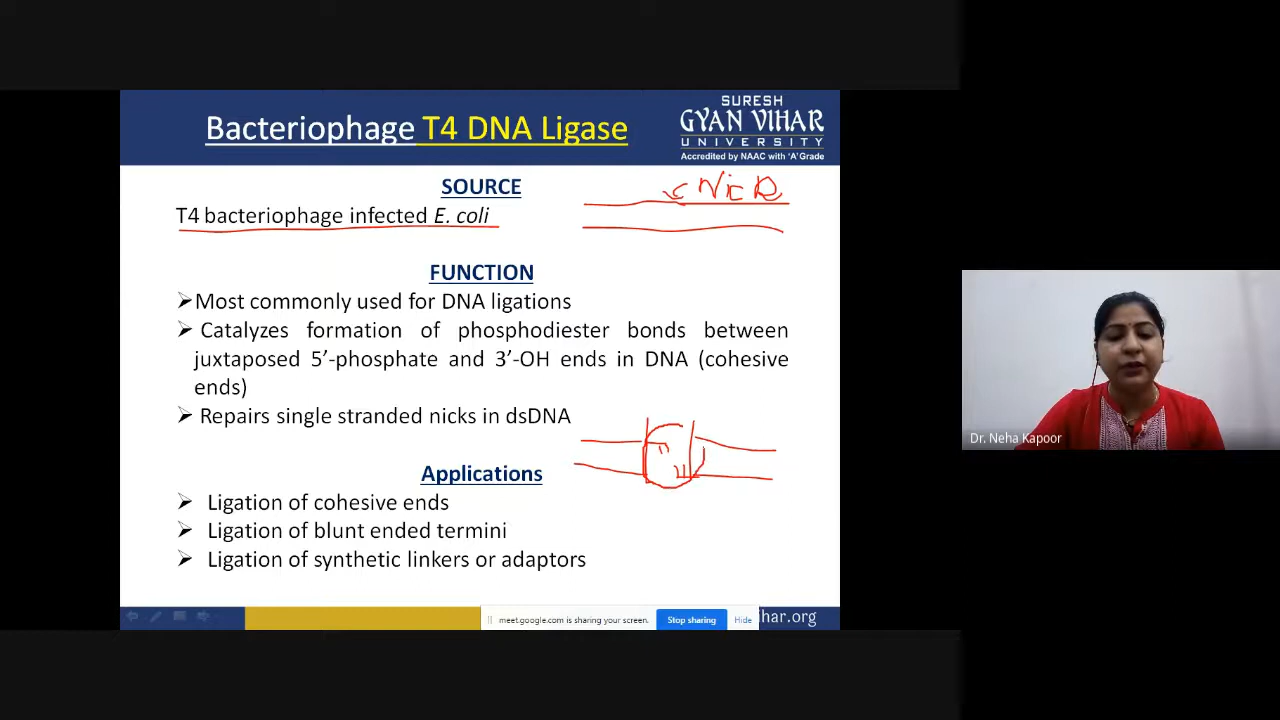 Bacteriophage T4 DNA Ligase
SURESH
GYAN VIHAR
UNIVERSITY
Accredited by NAAC with 'A' Grade
SOURCE
T4 bacteriophage infected E. coli
FUNCTION
➢Most commonly used for DNA ligations
➢ Catalyzes formation of phosphodiester bonds between
juxtaposed 5’-phosphate and 3’-OH ends in DNA (cohesive
ends)
➢ Repairs single stranded nicks in dsDNA
Applications
➢ Ligation of cohesive ends
➢ Ligation of blunt ended termini
➢ Ligation of synthetic linkers or adaptors
meet.google.com is sharing your screen.
Stop sharing
Hide
vihar.org
Dr. Neha Kapoor